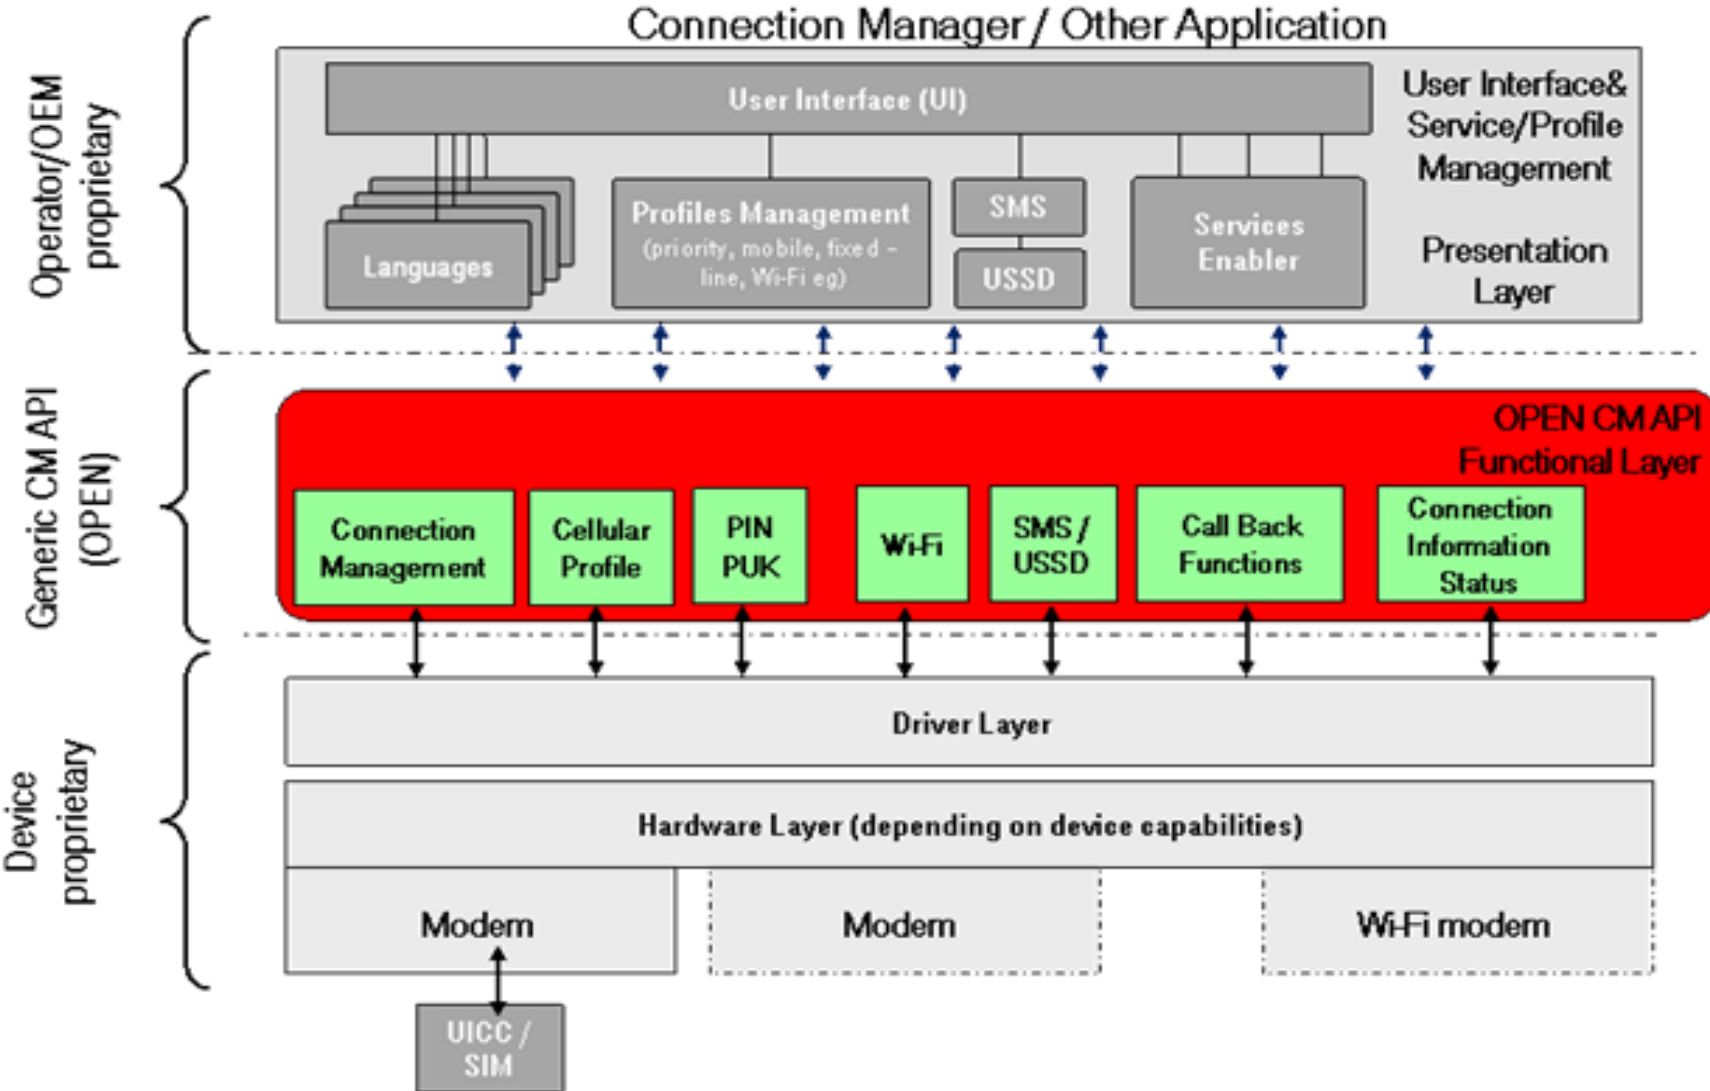 Connection Manager / Other Application
Operator/OEM
proprietary
User Interface (UI)
User Interface&
Service/Profile
Management
Presentation
Layer
Languages
Profiles Management
(priority, mobile, fixed –
line, Wi-Fi eg)
SMS
USSD
Services
Enabler
Generic CM API
(OPEN)
OPEN CM API
Functional Layer
Connection
Management
Cellular
Profile
PIN
PUK
Wi-Fi
SMS /
USSD
Call Back
Functions
Connection
Information
Status
Device
proprietary
Driver Layer
Hardware Layer (depending on device capabilities)
Modem
Modem
Wi-Fi modem
UICC /
SIM